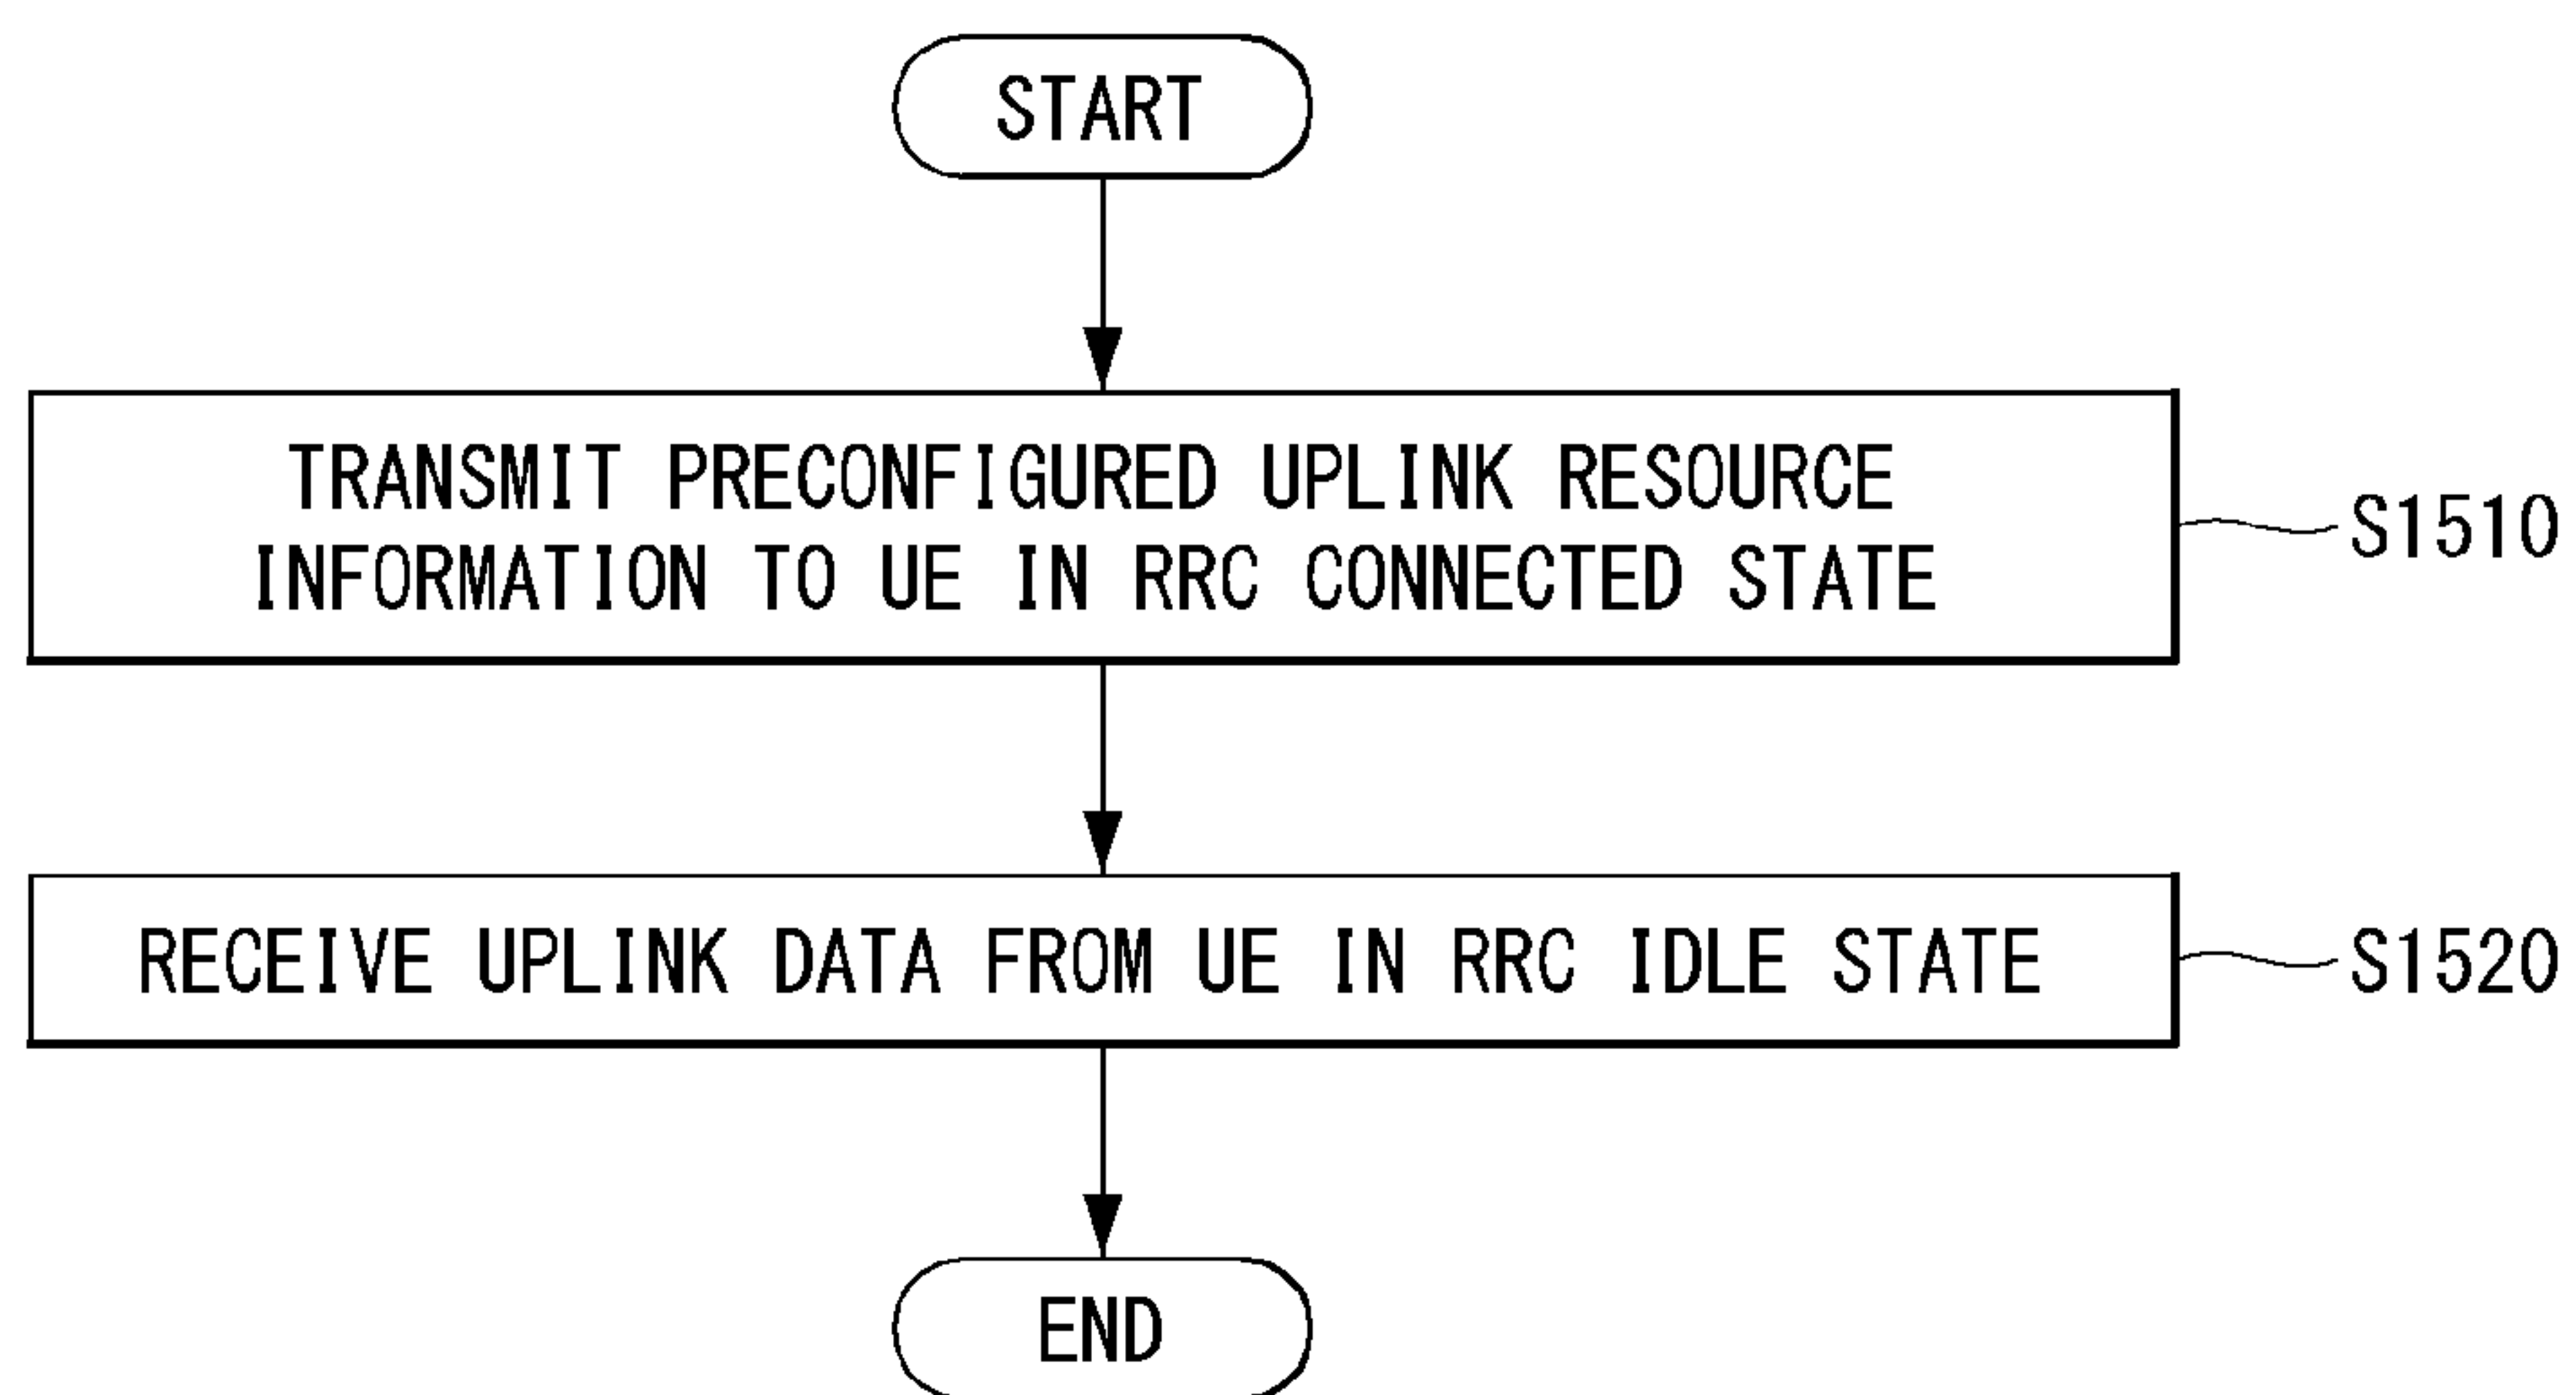 START
TRANSMIT PRECONFIGURED UPLINK RESOURCE
INFORMATION TO UE IN RRC CONNECTED STATE
S1510
RECEIVE UPLINK DATA FROM UE IN RRC IDLE STATE
S1520
END